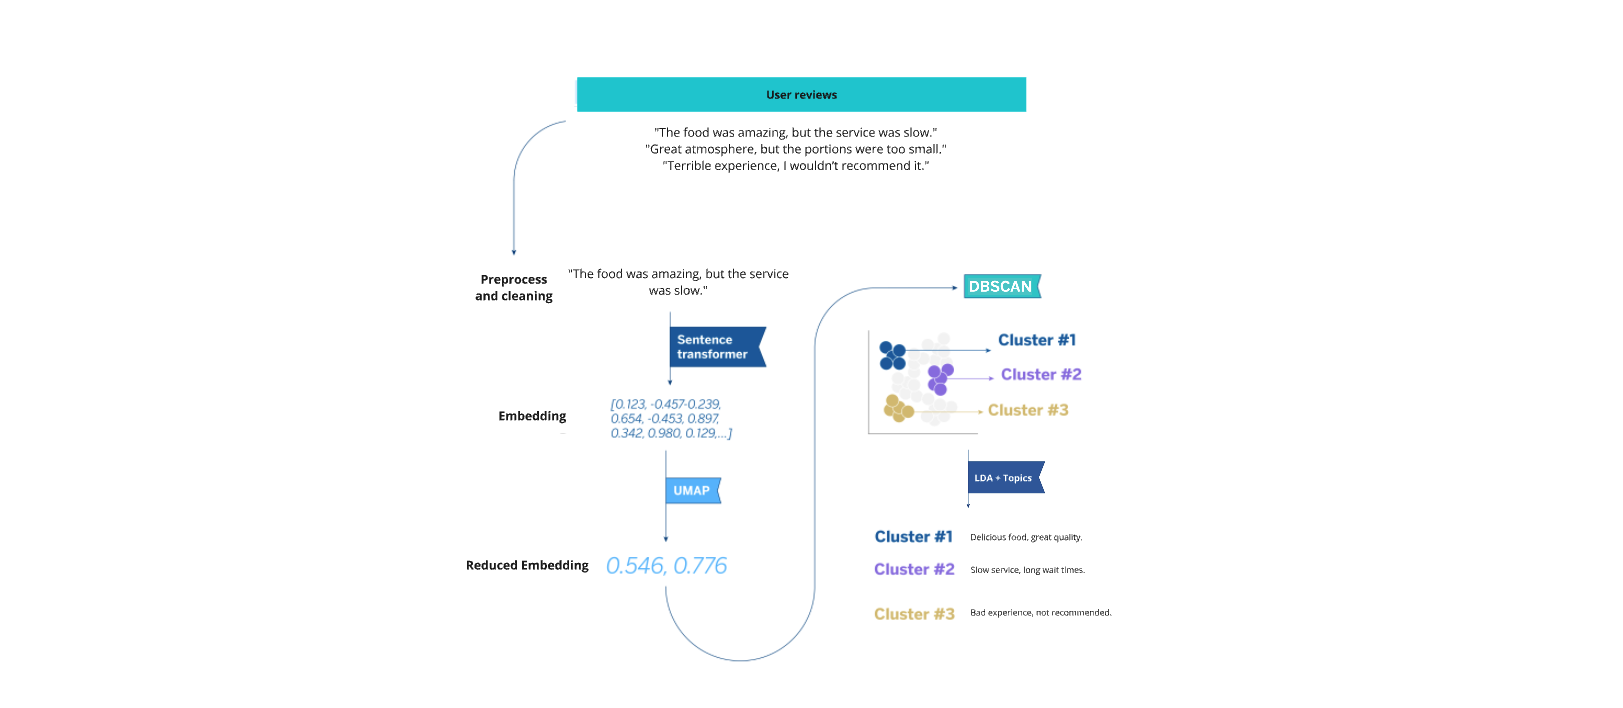 User reviews
"The food was amazing, but the service was slow."
"Great atmosphere, but the portions were too small."
"Terrible experience, I wouldn’t recommend it."
Preprocess
and cleaning
"The food was amazing, but the service
was slow."
Sentence
transformer
Embedding
[0.123, -0.457-0.239,
0.654, -0.453, 0.897,
0.342, 0.980, 0.129,...]
UMAP
Reduced Embedding
0.546, 0.776
DBSCAN
Cluster #1
Cluster #2
Cluster #3
LDA + Topics
Cluster #1 Delicious food, great quality.
Cluster #2 Slow service, long wait times.
Cluster #3 Bad experience, not recommended.